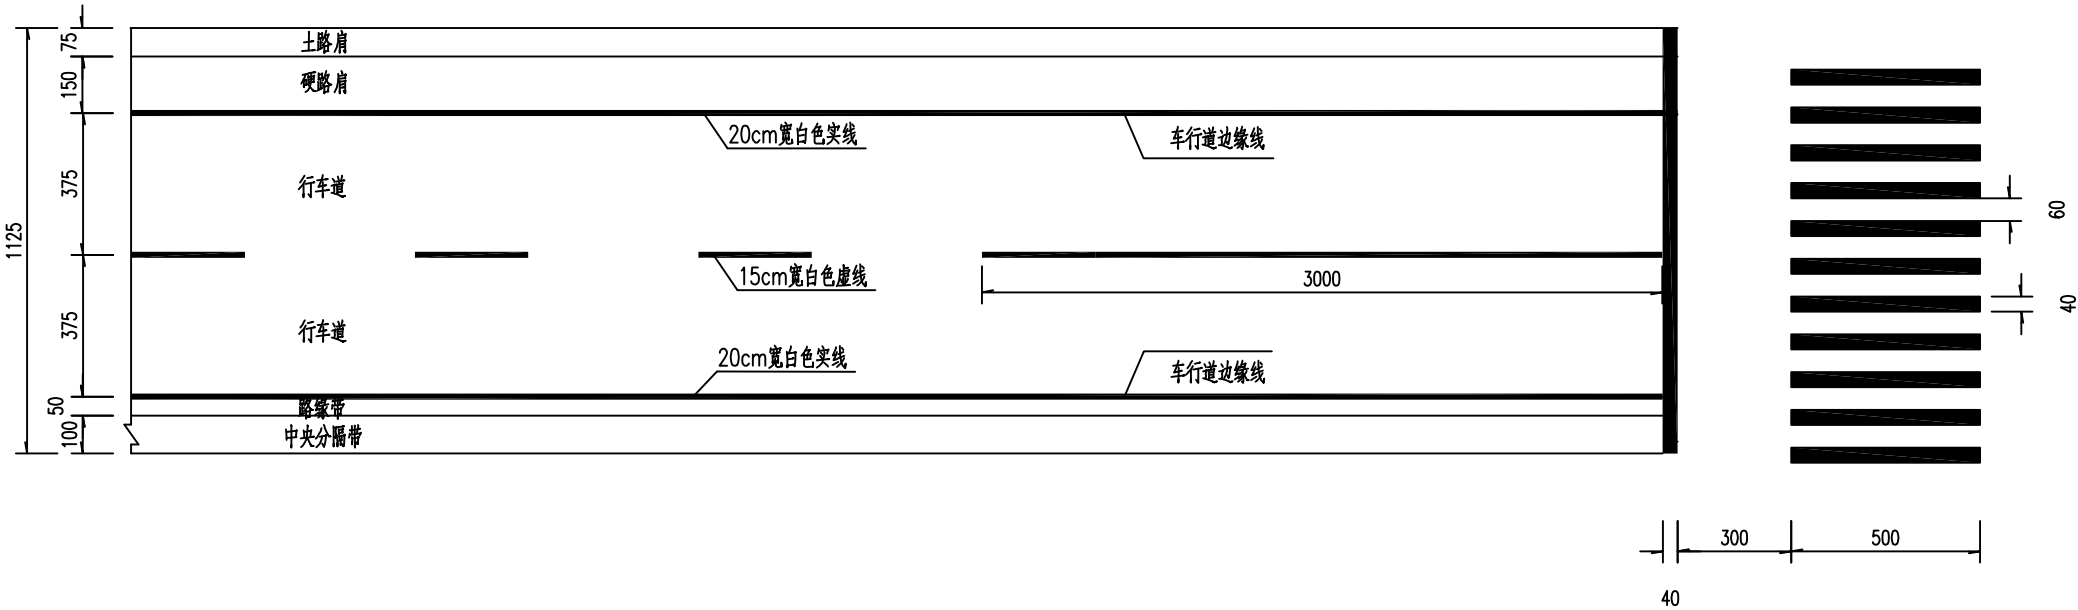 75
土路肩
150
硬路肩
20cm宽白色实线
车行道边缘线
375
行车道
60
1125
15cm宽白色虚线
3000
40
375
行车道
20cm宽白色实线
车行道边缘线
50
路缘带
100
中央分隔带
300
500
40